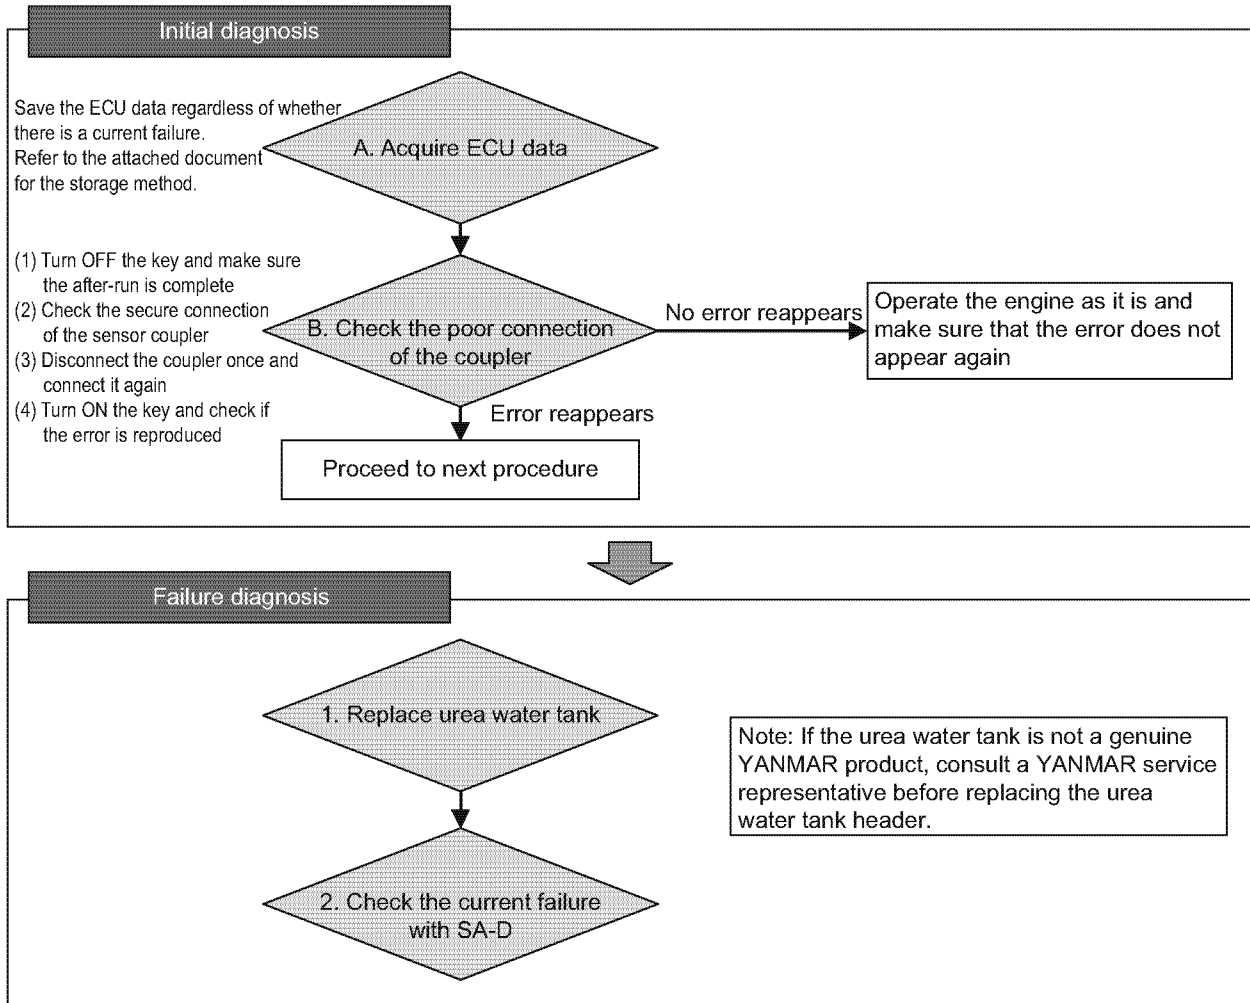 Initial diagnosis
Save the ECU data regardless of whether
there is a current failure.
Refer to the attached document
for the storage method.
A. Acquire ECU data
(1) Turn OFF the key and make sure
the after-run is complete
(2) Check the secure connection
of the sensor coupler
(3) Disconnect the coupler once and
connect it again
(4) Turn ON the key and check if
the error is reproduced
B. Check the poor connection
of the coupler
No error reappears
Operate the engine as it is and
make sure that the error does not
appear again
Error reappears
Proceed to next procedure
Failure diagnosis
1. Replace urea water tank
Note: If the urea water tank is not a genuine
YANMAR product, consult a YANMAR service
representative before replacing the urea
water tank header.
2. Check the current failure
with SA-D